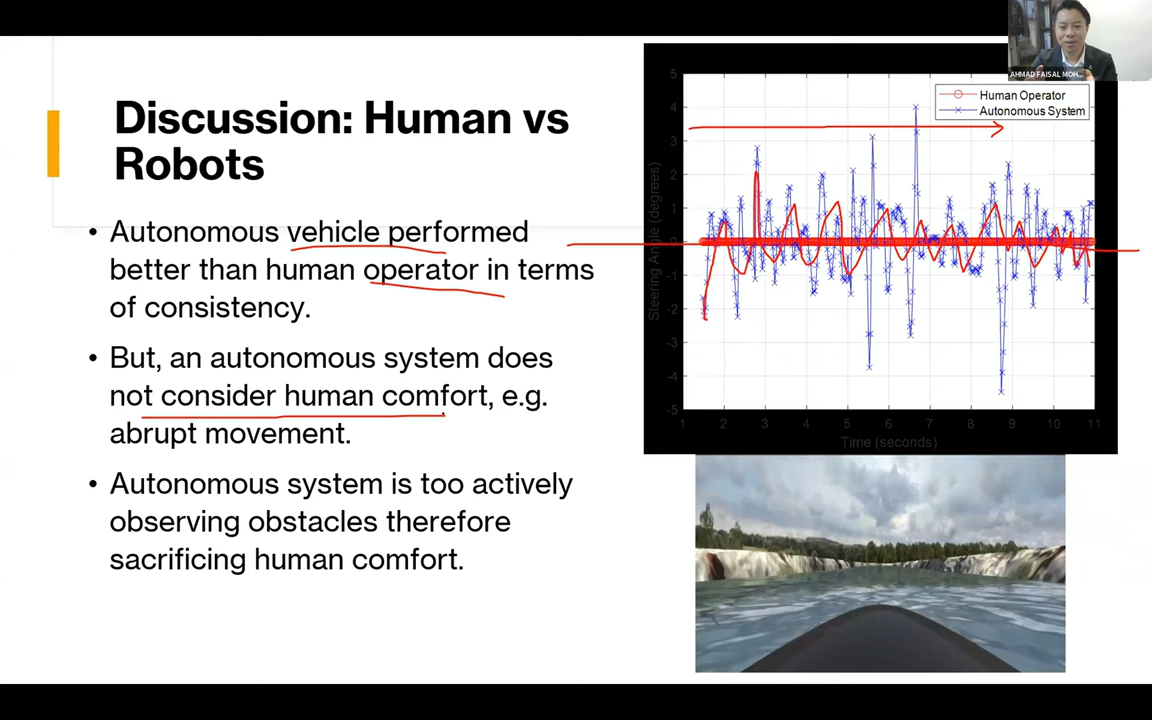 AHMAD FAISAL MOH...
Discussion: Human vs
Robots
• Autonomous vehicle performed
better than human operator in terms
of consistency.
• But, an autonomous system does
not consider human comfort, e.g.
abrupt movement.
• Autonomous system is too actively
observing obstacles therefore
sacrificing human comfort.
Human Operator
Autonomous System
Steering Angle (degrees)
5
4
3
2
1
0
-1
-2
-3
-4
-5
1 2 3 4 5 6 7 8 9 10 11
Time (seconds)